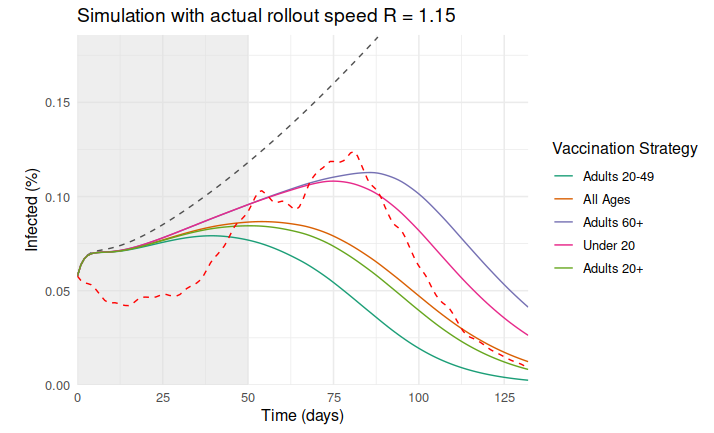 Simulation with actual rollout speed R = 1.15
Infected (%)
0.15
0.10
0.05
0.00
0 25 50 75 100 125
Time (days)
Vaccination Strategy
Adults 20-49
All Ages
Adults 60+
Under 20
Adults 20+